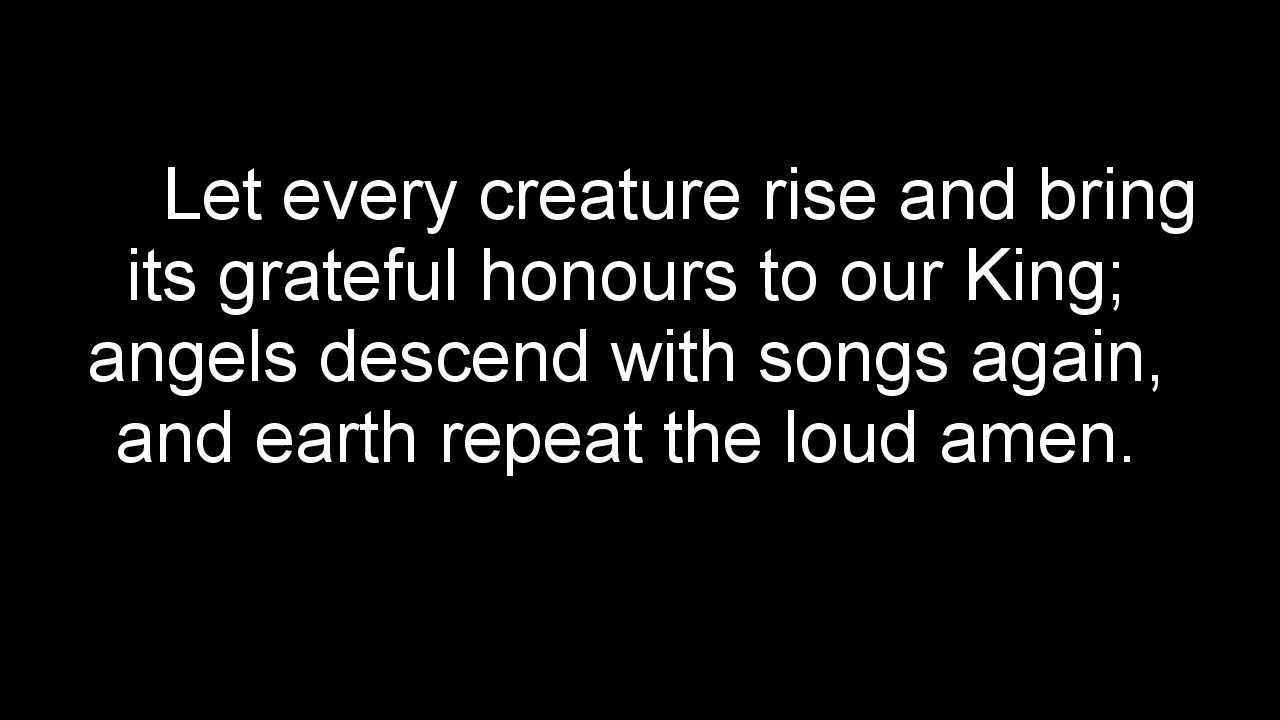 Let every creature rise and bring
its grateful honours to our King;
angels descend with songs again,
and earth repeat the loud amen.